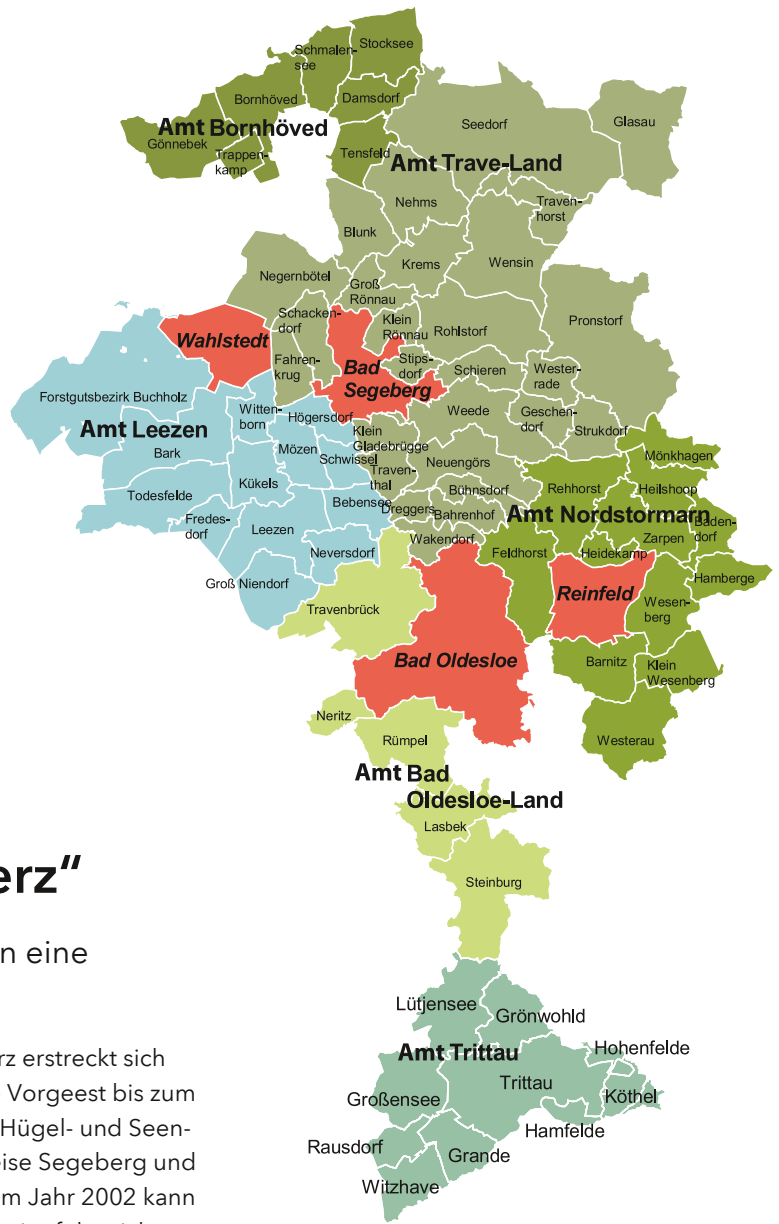 Stocksee
Schmalen-
see
Bornhöved
Damsdorf
Amt Bornhöved
Gönnebek
Trappen-
kamp
Tensfeld
Seedorf
Glasau
Amt Trave-Land
Nehms
Traven-
horst
Blunk
Krems
Wensin
Negernbötel
Groß
Rönnau
Schacken-
dorf
Klein
Rönnau
Rohlstorf
Pronstorf
Wahlstedt
Fahren-
krug
Bad
Segeberg
Stips-
dorf
Schieren
Wester-
rade
Forstgutsbezirk Buchholz
Witten-
born
Högersdorf
Weede
Geschen-
dorf
Strukdorf
Amt Leezen
Bark
Mözen
Schwissel
Klein
Gladebrügge
Traven-
thal
Neuengörs
Mönkhagen
Todesfelde
Kükels
Bebensee
Bühnsdorf
Rehhorst
Heilshoop
Fredes-
dorf
Leezen
Dreggers
Bahrenhof
Amt Nordstormarn
Baden-
dorf
Zarpen
Neversdorf
Wakendorf
Feldhorst
Heidekamp
Hamberge
Groß Niendorf
Travenbrück
Reinfeld
Wesen-
berg
Bad Oldesloe
Barnitz
Klein
Wesenberg
Neritz
Rümpel
Westerau
Amt Bad
Oldesloe-Land
Lasbek
Steinburg
erz“
n eine
rz erstreckt sich
Vorgeest bis zum
Hügel- und Seen-
eise Segeberg und
m Jahr 2002 kann
Lütjensee
Grönwohld
Amt Trittau
Hohenfelde
Trittau
Köthel
Großensee
Hamfelde
Rausdorf
Grande
Witzhave